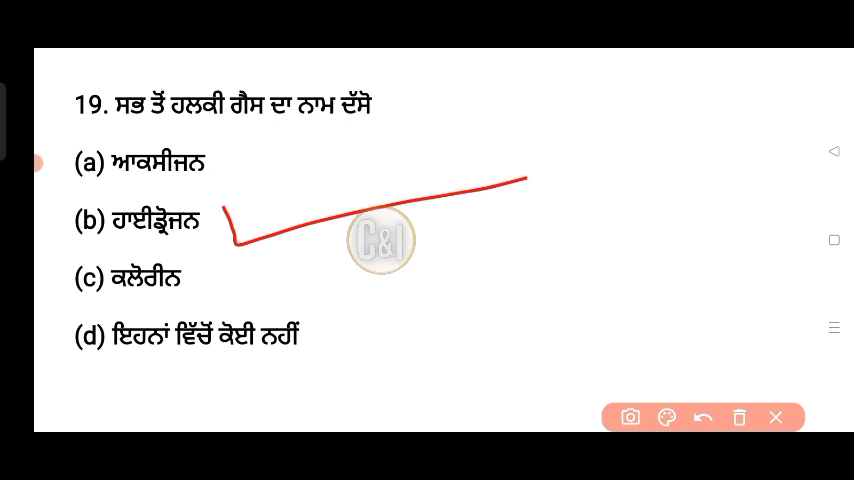 19. ਸਭ ਤੋਂ ਹਲਕੀ ਗੈਸ ਦਾ ਨਾਮ ਦੱਸੋ
(a) ਆਕਸੀਜਨ
(b) ਹਾਈਡ੍ਰੋਜਨ
C&I
(c) ਕਲੋਰੀਨ
(d) ਇਹਨਾਂ ਵਿੱਚੋਂ ਕੋਈ ਨਹੀਂ